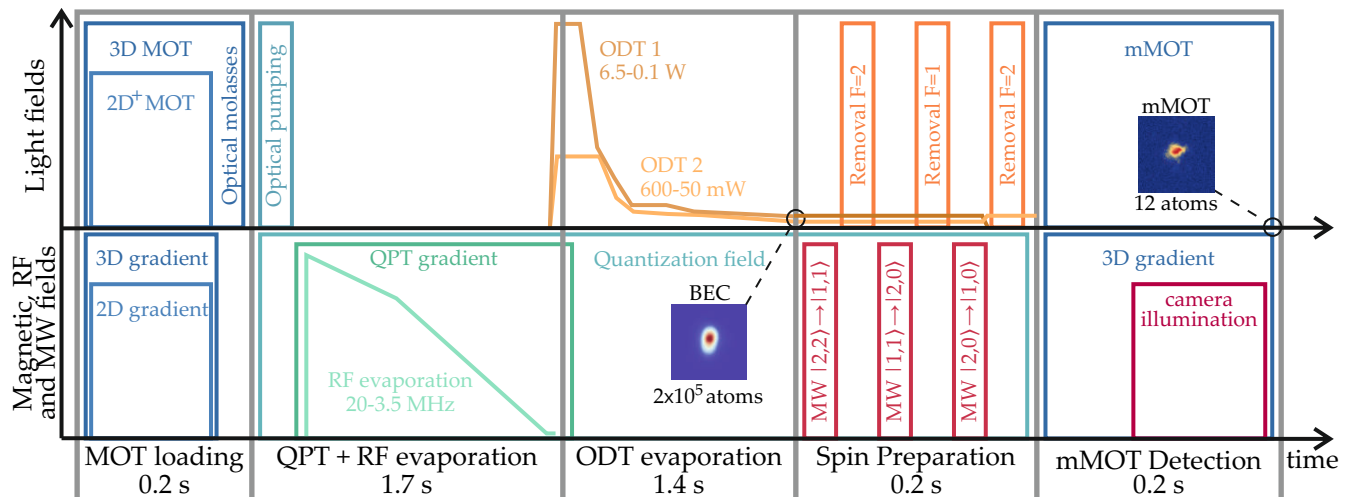 Light fields
3D MOT
2D⁺ MOT
Optical molasses
Optical pumping
ODT 1
6.5-0.1 W
ODT 2
600-50 mW
Removal F=2
Removal F=1
Removal F=2
mMOT
mMOT
12 atoms
Magnetic, RF
and MW fields
3D gradient
2D gradient
QPT gradient
RF evaporation
20-3.5 MHz
Quantization field
BEC
2x10⁵ atoms
MW |2,2⟩→|1,1⟩
MW |1,1⟩→|2,0⟩
MW |2,0⟩→|1,0⟩
3D gradient
camera
illumination
MOT loading
0.2 s
QPT + RF evaporation
1.7 s
ODT evaporation
1.4 s
Spin Preparation
0.2 s
mMOT Detection
0.2 s
time